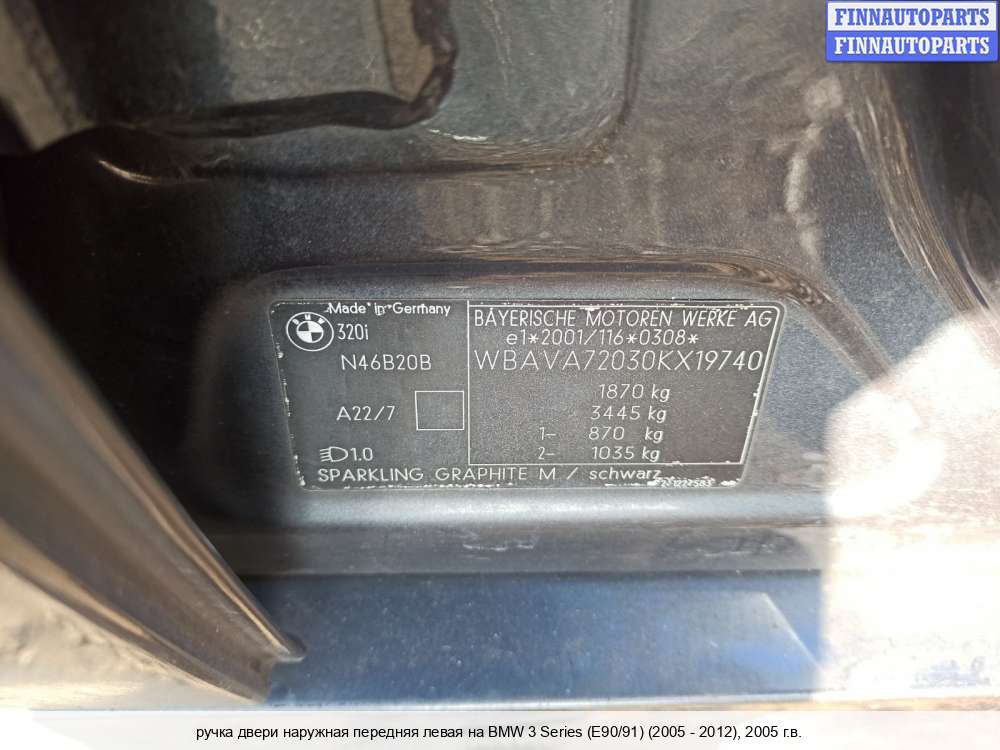 FINNAUTOPARTS
FINNAUTOPARTS
Made in Germany
BMW
320i
N46B20B
A22/7
1.0
BAYERISCHE MOTOREN WERKE AG
e1*2001/116*0308*
WBAVA72030KX19740
1870 kg
3445 kg
1- 870 kg
2- 1035 kg
SPARKLING GRAPHITE M / schwarz
ручка двери наружная передняя левая на BMW 3 Series (E90/91) (2005 - 2012), 2005 г.в.